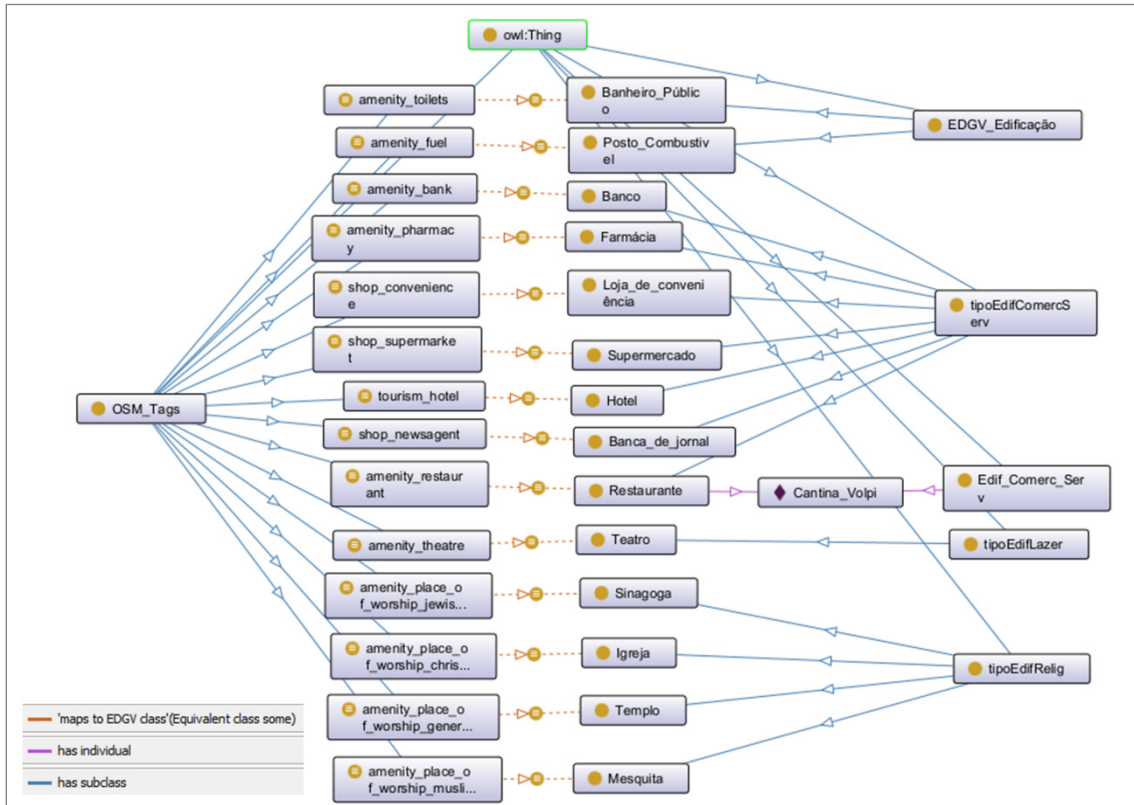 owl:Thing
amenity_toilets
Banheiro_Públic
o
EDGV_Edificação
amenity_fuel
Posto_Combustiv
el
amenity_bank
Banco
amenity_pharmac
y
Farmácia
shop_convenienc
e
Loja_de_conveni
ência
tipoEdifComercS
erv
shop_supermarke
t
Supermercado
OSM_Tags
tourism_hotel
Hotel
shop_newsagent
Banca_de_jornal
amenity_restaur
ant
Restaurante
Cantina_Volpi
Edif_Comerc_Ser
v
amenity_theatre
Teatro
tipoEdifLazer
amenity_place_o
f_worship_jewis...
Sinagoga
amenity_place_o
f_worship_chris...
Igreja
tipoEdifRelig
amenity_place_o
f_worship_gener...
Templo
amenity_place_o
f_worship_musli...
Mesquita
'maps to EDGV class'(Equivalent class some)
has individual
has subclass